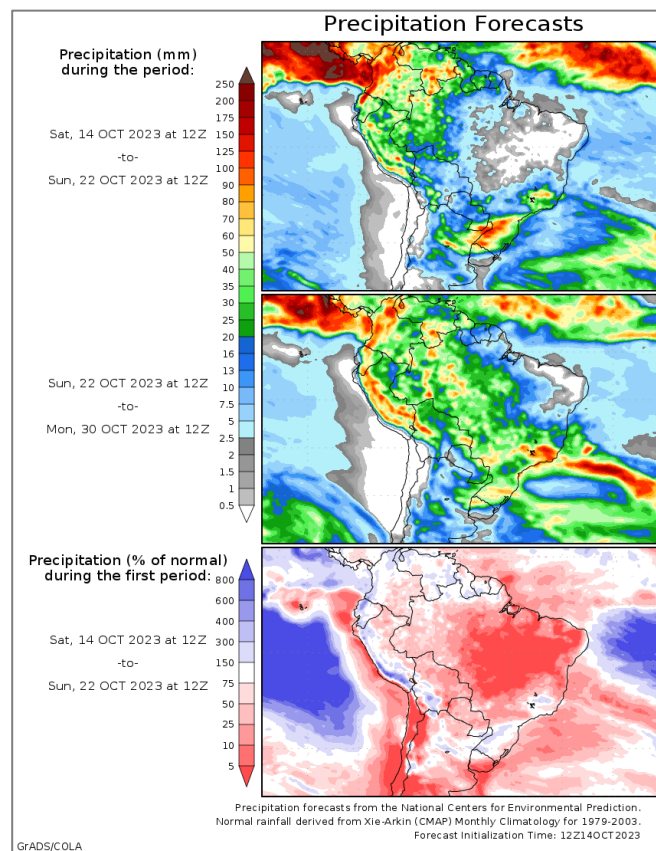 Precipitation Forecasts
Precipitation (mm)
during the period:
Sat, 14 OCT 2023 at 12Z
-to-
Sun, 22 OCT 2023 at 12Z
250
200
175
150
125
100
90
80
70
60
50
40
35
30
25
20
16
13
10
7.5
5
2.5
2
1.5
1
0.5
Sun, 22 OCT 2023 at 12Z
-to-
Mon, 30 OCT 2023 at 12Z
Precipitation (% of normal)
during the first period:
Sat, 14 OCT 2023 at 12Z
-to-
Sun, 22 OCT 2023 at 12Z
800
600
400
300
150
75
50
25
10
5
Precipitation forecasts from the National Centers for Environmental Prediction.
Normal rainfall derived from Xie-Arkin (CMAP) Monthly Climatology for 1979-2003.
Forecast Initialization Time: 12Z14OCT2023
GrADS/COLA